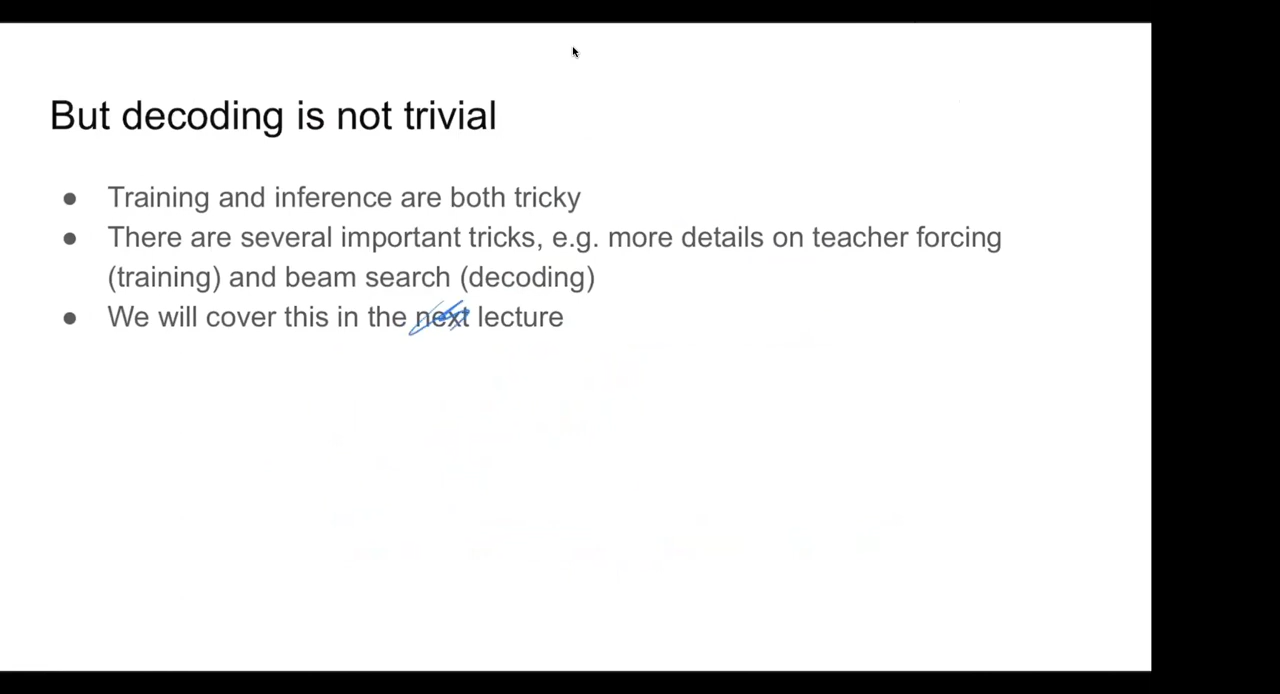 But decoding is not trivial
● Training and inference are both tricky
● There are several important tricks, e.g. more details on teacher forcing
(training) and beam search (decoding)
● We will cover this in the next lecture